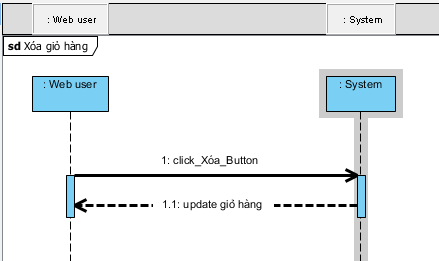 : Web user
: System
sd Xóa giỏ hàng
: Web user
: System
1: click_Xóa_Button
1.1: update giỏ hàng